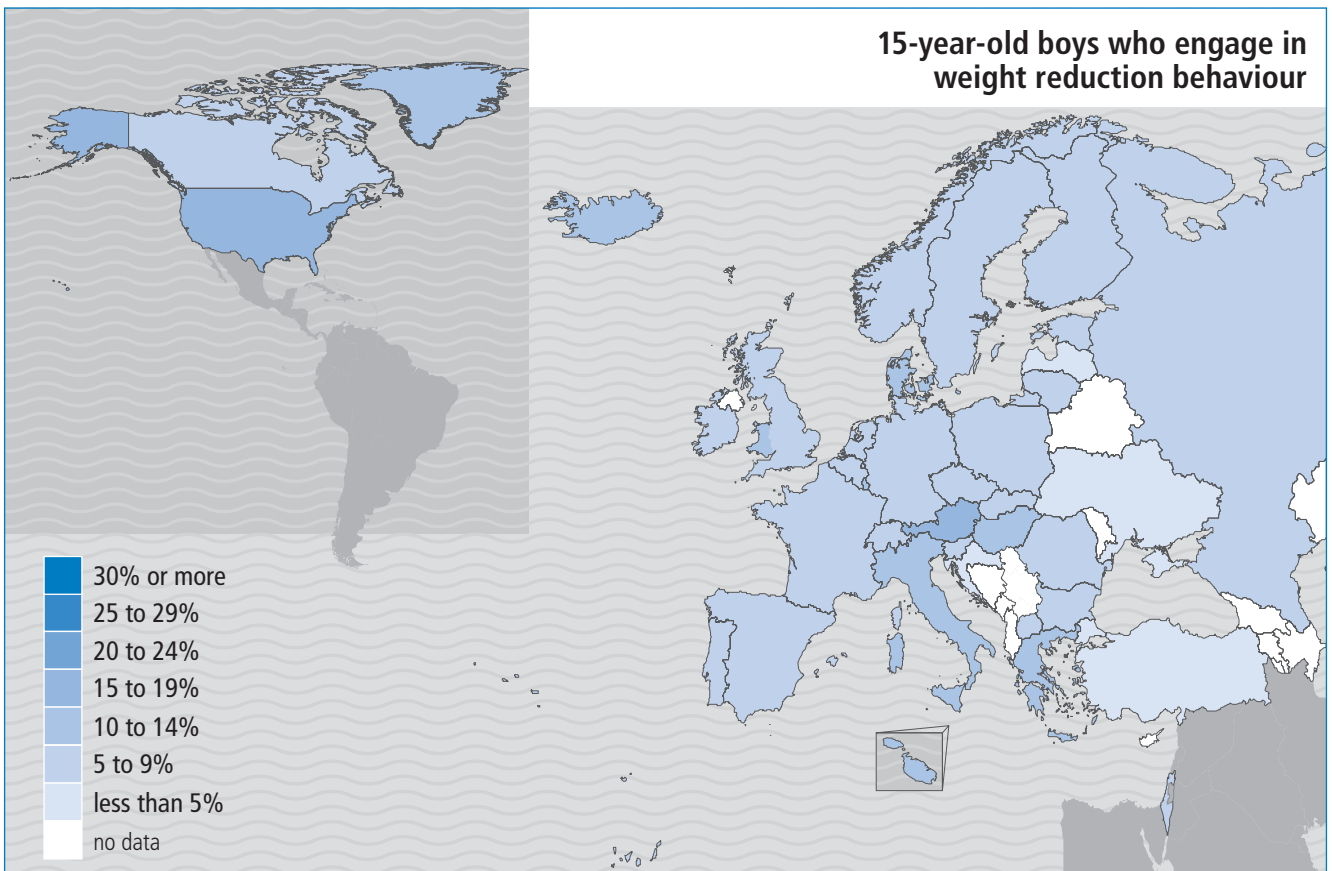 15-year-old boys who engage in
weight reduction behaviour
30% or more
25 to 29%
20 to 24%
15 to 19%
10 to 14%
5 to 9%
less than 5%
no data